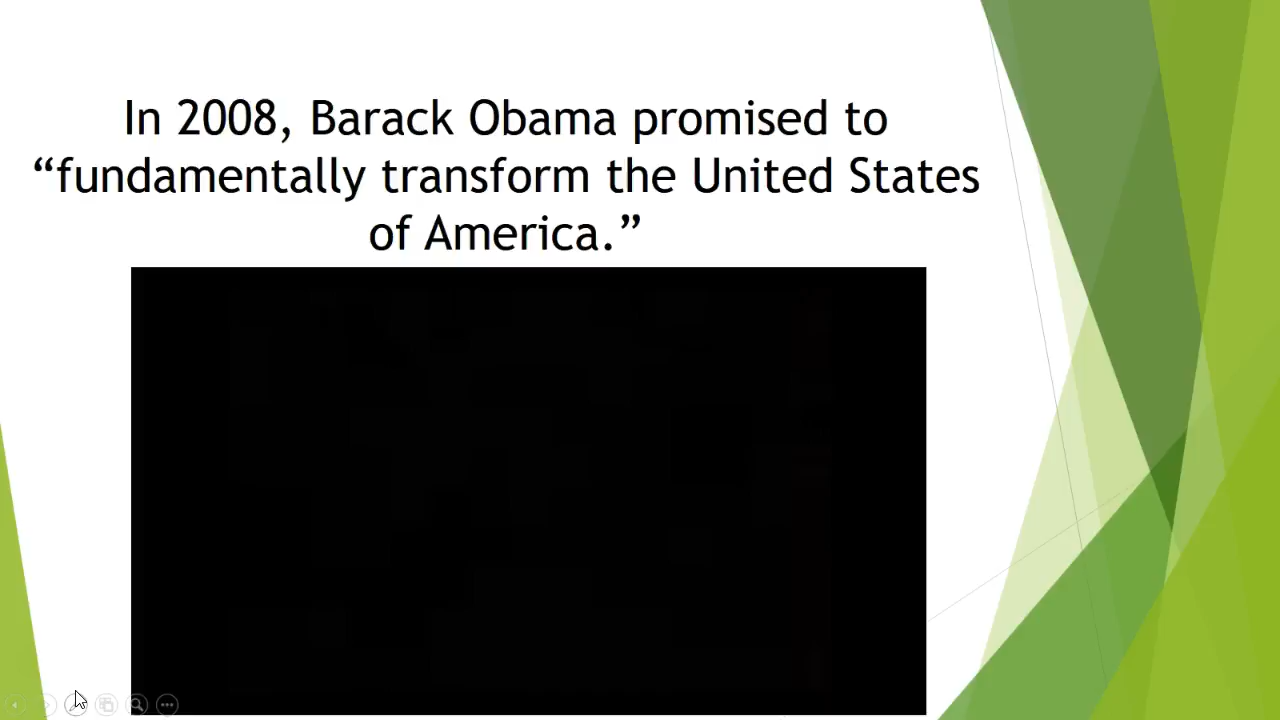 In 2008, Barack Obama promised to
“fundamentally transform the United States
of America.”